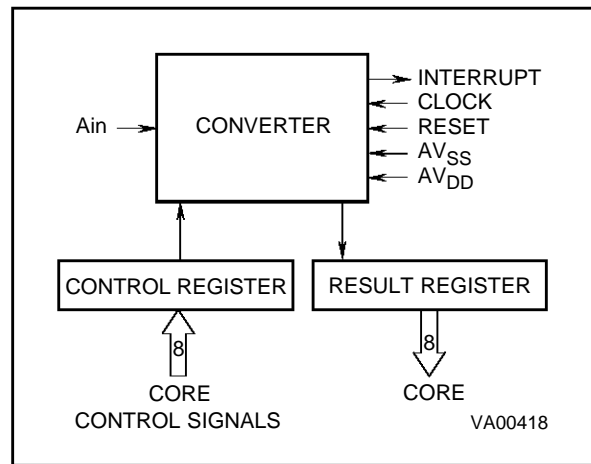 INTERRUPT
CLOCK
Ain
CONVERTER
RESET
AVSS
AVDD
CONTROL REGISTER
RESULT REGISTER
8
8
CORE
CONTROL SIGNALS
CORE
VA00418